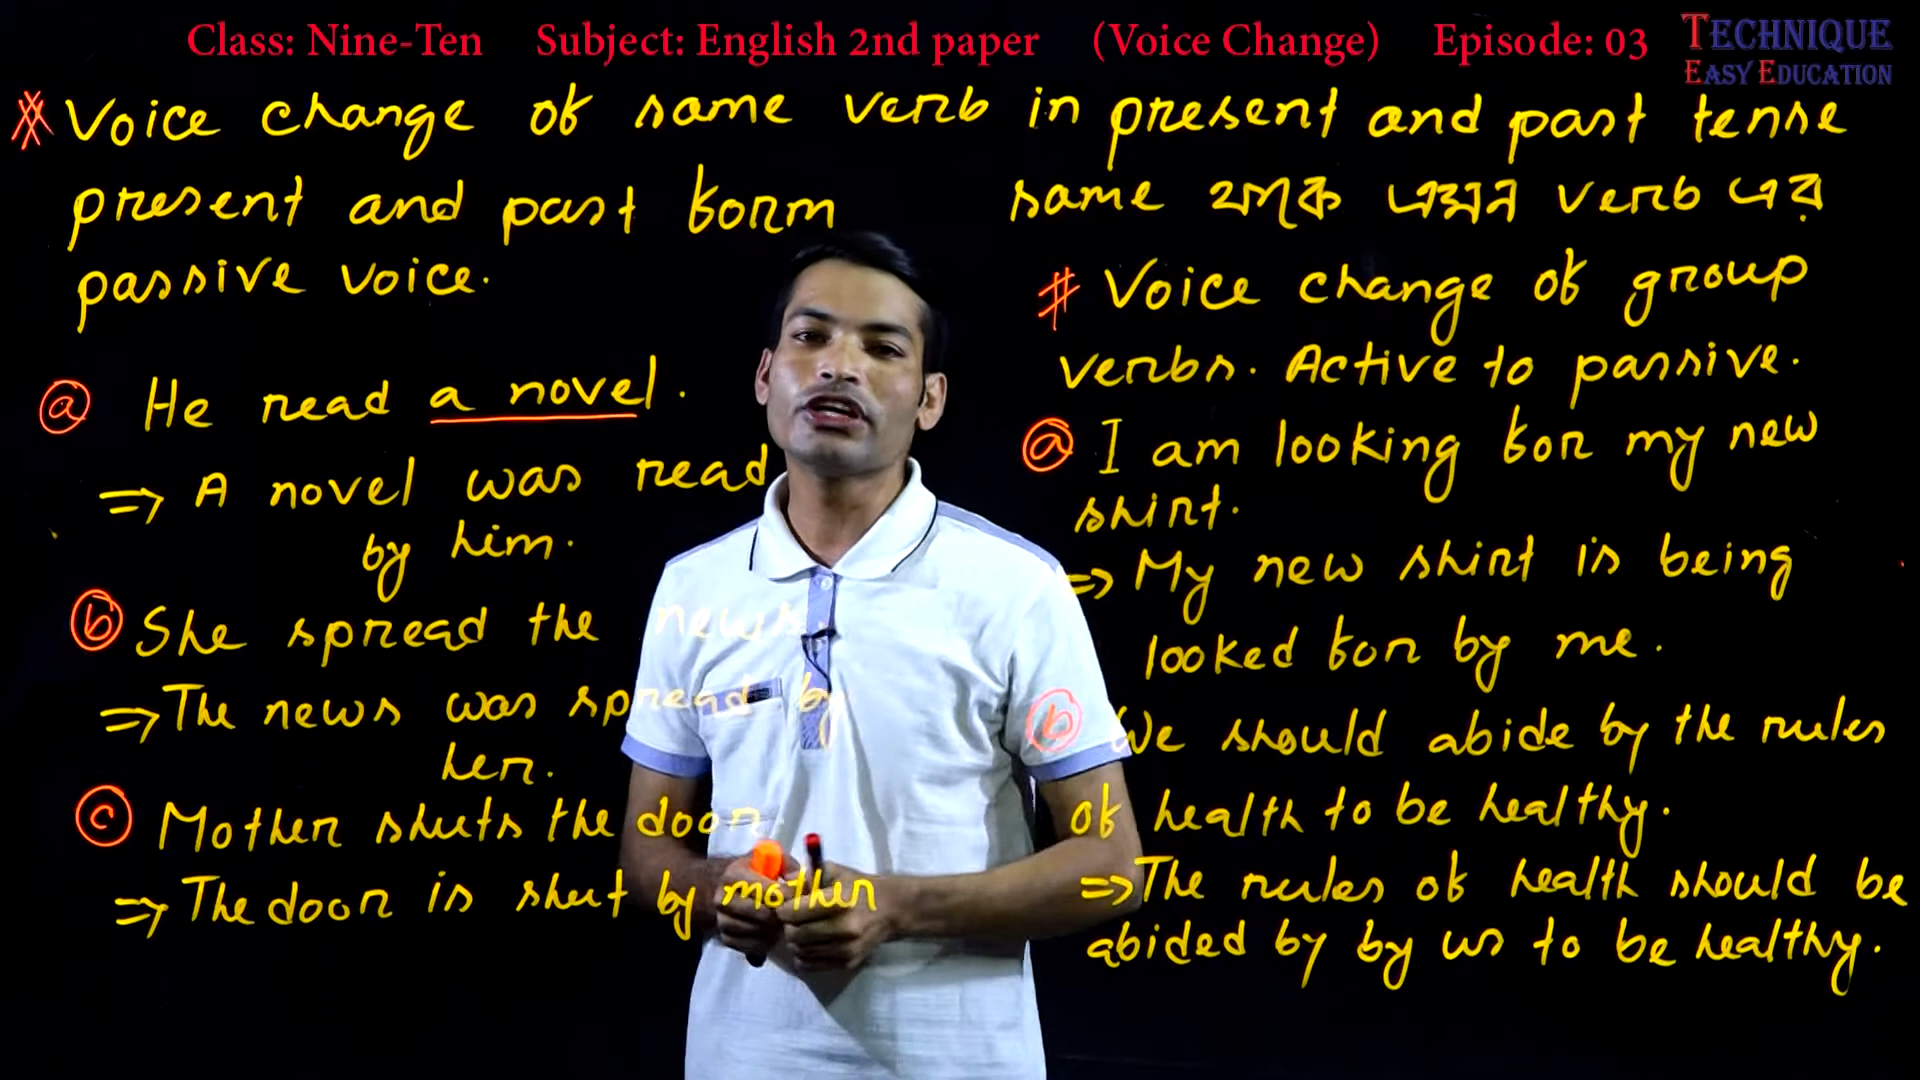 Class: Nine-Ten Subject: English 2nd paper (Voice Change) Episode: 03
TECHNIQUE
EASY EDUCATION
Voice change of same verb in present and past tense
present and past form
passive voice.
same verb এর
ⓐ He read a novel.
⇒ A novel was read
by him.
ⓑ She spread the news.
⇒ The news was spread by
her.
ⓒ Mother shuts the door.
⇒ The door is shut by mother
# Voice change of group
verbs. Active to passive.
ⓐ I am looking for my new
shirt.
⇒ My new shirt is being
looked for by me.
ⓑ We should abide by the rules
of health to be healthy.
⇒ The rules of health should be
abided by by us to be healthy.